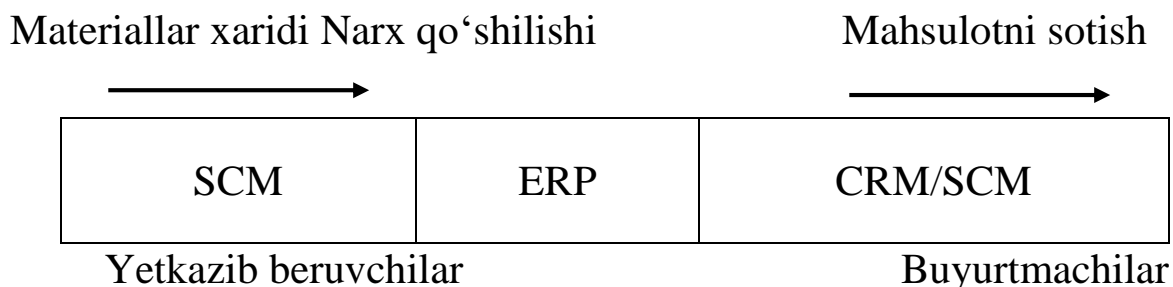 Materiallar xaridi Narx qo‘shilishi Mahsulotni sotish
SCM ERP CRM/SCM
Yetkazib beruvchilar Buyurtmachilar